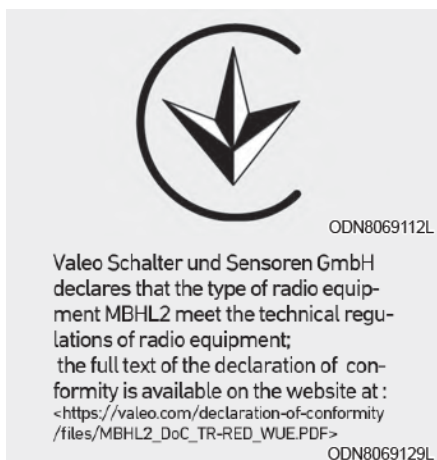 ODN8069112L
Valeo Schalter und Sensoren GmbH
declares that the type of radio equip-
ment MBHL2 meet the technical regu-
lations of radio equipment;
the full text of the declaration of con-
formity is available on the website at :
<https://valeo.com/declaration-of-conformity
/files/MBHL2_DoC_TR-RED_WUE.PDF>
ODN8069129L